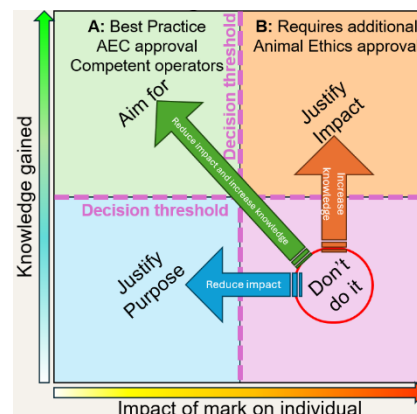 A: Best Practice
AEC approval
Competent operators
B: Requires additional
Animal Ethics approval
Aim for
Decision threshold
Justify
Impact
Reduce impact and increase knowledge
Increase
knowledge
Decision threshold
Knowledge gained
Justify
Purpose
Reduce impact
Don't
do it
Impact of mark on individual